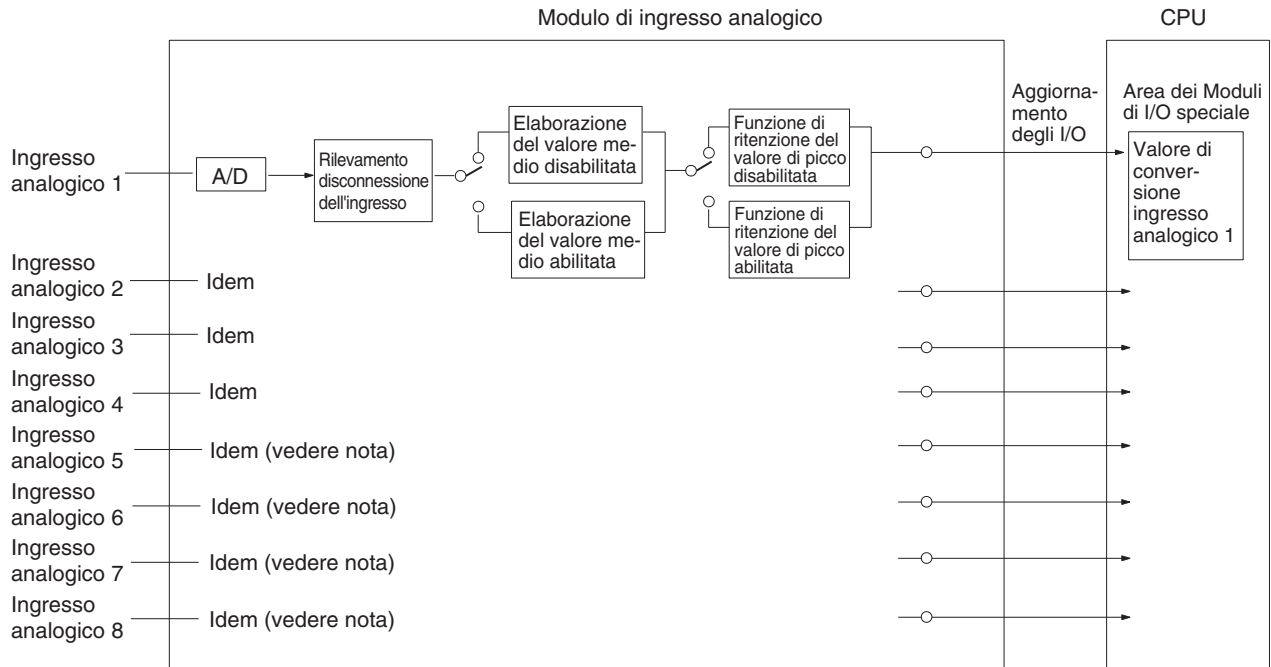 Modulo di ingresso analogico
CPU
Ingresso
analogico 1
A/D
Rilevamento
disconnessione
dell'ingresso
Elaborazione
del valore me-
dio disabilitata
Elaborazione
del valore me-
dio abilitata
Funzione di
ritenzione del
valore di picco
disabilitata
Funzione di
ritenzione del
valore di picco
abilitata
Aggiorna-
mento
degli I/O
Area dei Moduli
di I/O speciale
Valore di
conver-
sione
ingresso
analogico 1
Ingresso
analogico 2
Idem
Ingresso
analogico 3
Idem
Ingresso
analogico 4
Idem
Ingresso
analogico 5
Idem (vedere nota)
Ingresso
analogico 6
Idem (vedere nota)
Ingresso
analogico 7
Idem (vedere nota)
Ingresso
analogico 8
Idem (vedere nota)